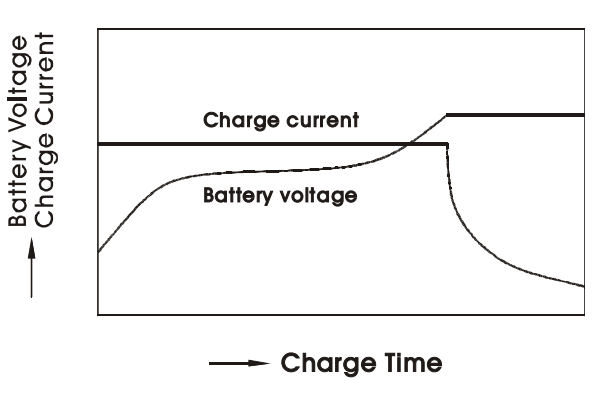 Battery Voltage
Charge Current
Charge current
Battery voltage
Charge Time